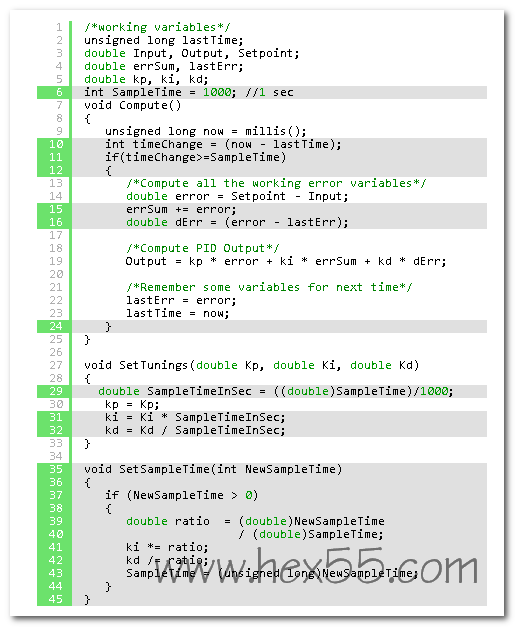 1 /*working variables*/
2 unsigned long lastTime;
3 double Input, Output, Setpoint;
4 double errSum, lastErr;
5 double kp, ki, kd;
6 int SampleTime = 1000; //1 sec
7 void Compute()
8 {
9    unsigned long now = millis();
10    int timeChange = (now - lastTime);
11    if(timeChange>=SampleTime)
12    {
13       /*Compute all the working error variables*/
14       double error = Setpoint - Input;
15       errSum += error;
16       double dErr = (error - lastErr);
17
18       /*Compute PID Output*/
19       Output = kp * error + ki * errSum + kd * dErr;
20
21       /*Remember some variables for next time*/
22       lastErr = error;
23       lastTime = now;
24    }
25 }
26
27 void SetTunings(double Kp, double Ki, double Kd)
28 {
29   double SampleTimeInSec = ((double)SampleTime)/1000;
30    kp = Kp;
31    ki = Ki * SampleTimeInSec;
32    kd = Kd / SampleTimeInSec;
33 }
34
35 void SetSampleTime(int NewSampleTime)
36 {
37    if (NewSampleTime > 0)
38    {
39       double ratio  = (double)NewSampleTime
40                       / (double)SampleTime;
41       ki *= ratio;
42       kd /= ratio;
43       SampleTime = (unsigned long)NewSampleTime;
44    }
45 }
www.hex55.com